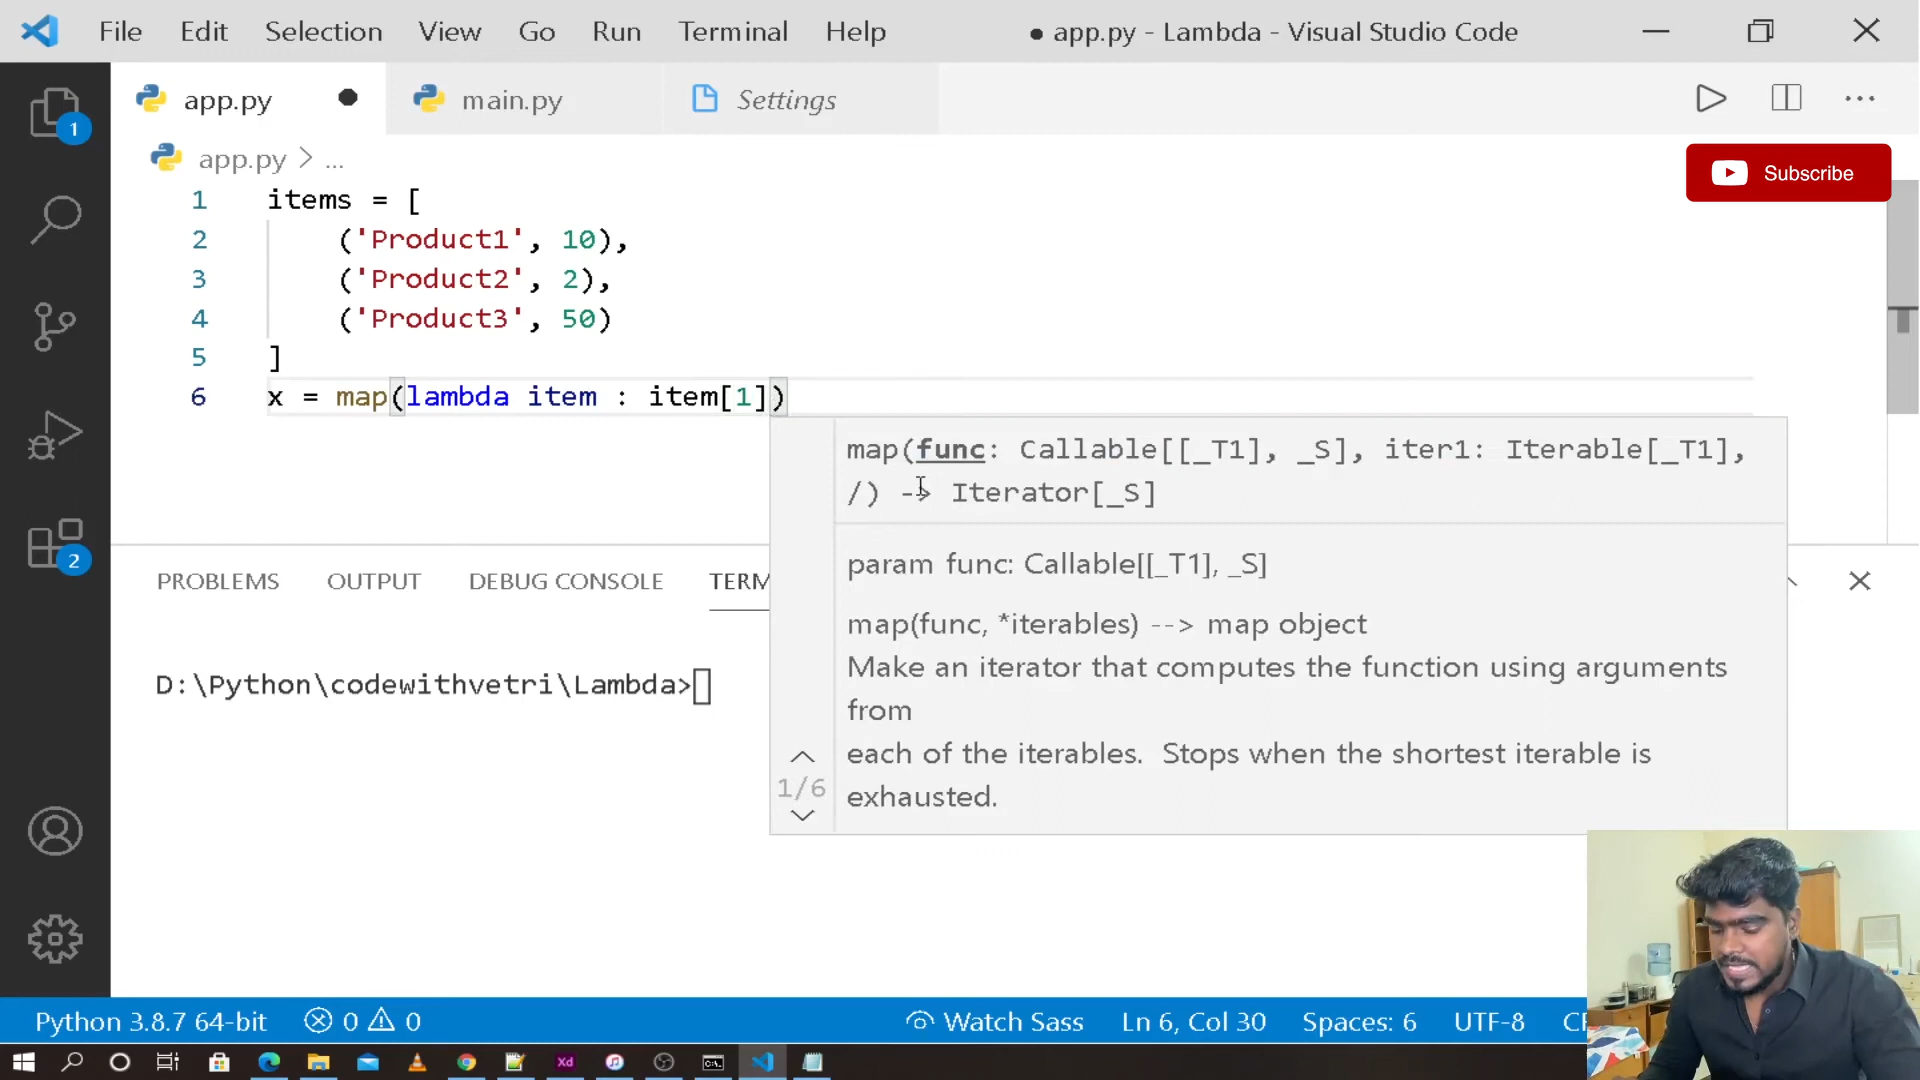 File Edit Selection View Go Run Terminal Help ● app.py - Lambda - Visual Studio Code
app.py ● main.py Settings
app.py > ...
Subscribe
1 items = [
2 ('Product1', 10),
3 ('Product2', 2),
4 ('Product3', 50)
5 ]
6 x = map(lambda item : item[1])
map(func: Callable[[_T1], _S], iter1: Iterable[_T1],
/) -> Iterator[_S]
param func: Callable[[_T1], _S]
map(func, *iterables) --> map object
Make an iterator that computes the function using arguments
from
each of the iterables. Stops when the shortest iterable is
exhausted.
1/6
PROBLEMS OUTPUT DEBUG CONSOLE TERM
D:\Python\codewithvetri\Lambda>
1
2
Python 3.8.7 64-bit 0 0 Watch Sass Ln 6, Col 30 Spaces: 6 UTF-8
Xd